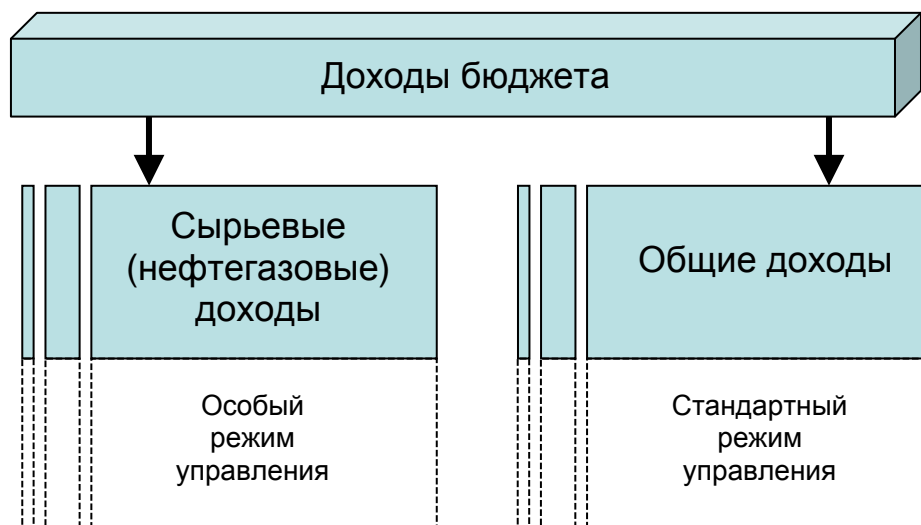 Доходы бюджета
Сырьевые
(нефтегазовые)
доходы
Общие доходы
Особый
режим
управления
Стандартный
режим
управления